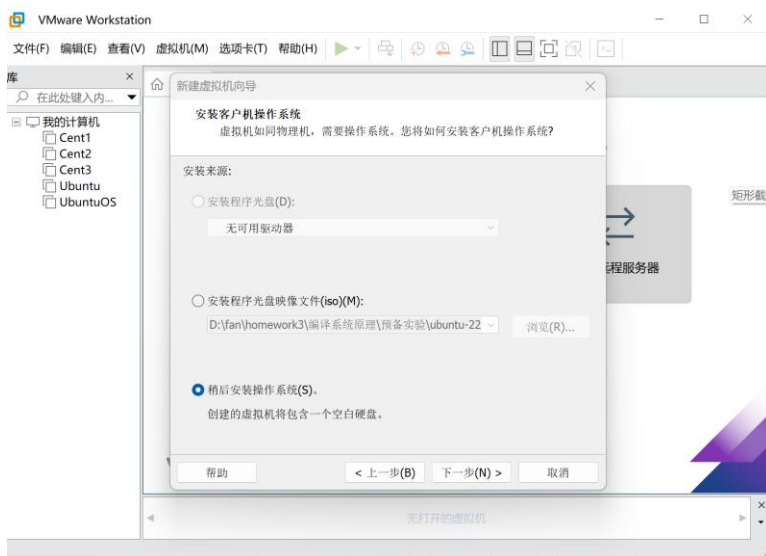 VMware Workstation
文件(F) 编辑(E) 查看(V) 虚拟机(M) 选项卡(T) 帮助(H)
库
在此处键入内...
我的计算机
Cent1
Cent2
Cent3
Ubuntu
UbuntuOS
新建虚拟机向导
安装客户机操作系统
虚拟机如同物理机，需要操作系统。您将如何安装客户机操作系统?
安装来源:
安装程序光盘(D):
无可用驱动器
安装程序光盘映像文件(iso)(M):
D:\fan\homework3\编译系统原理\预备实验\ubuntu-22
浏览(R)...
稍后安装操作系统(S)。
创建的虚拟机将包含一个空白硬盘。
帮助
< 上一步(B)
下一步(N) >
取消
程服务器
矩形截
无打开的虚拟机